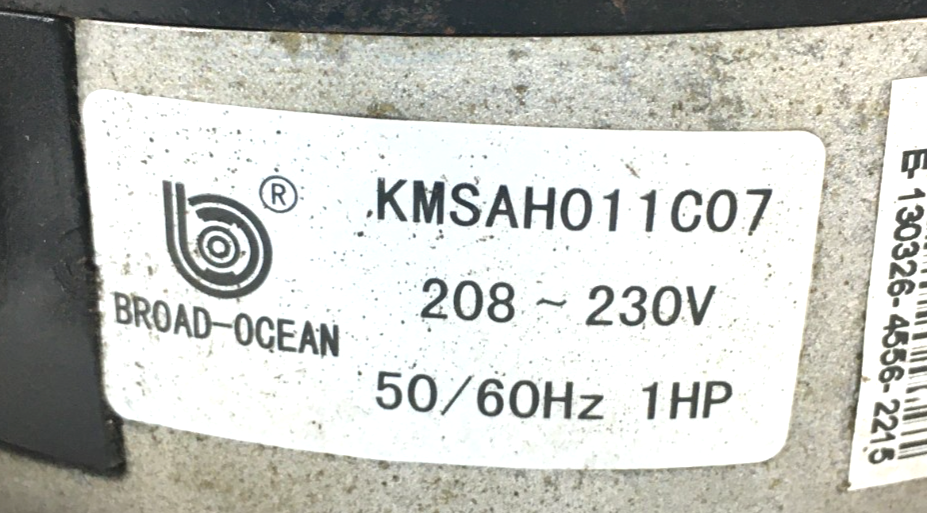 ®
KMSAH011C07
BROAD-OCEAN
208 ~ 230V
50/60Hz 1HP
E-130326-4556-2215